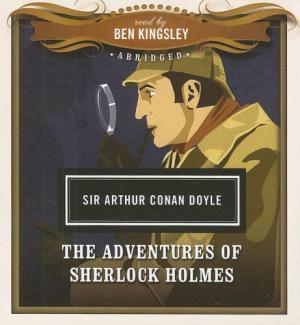 read by
BEN KINGSLEY
• ABRIDGED •
SIR ARTHUR CONAN DOYLE
THE ADVENTURES OF
SHERLOCK HOLMES